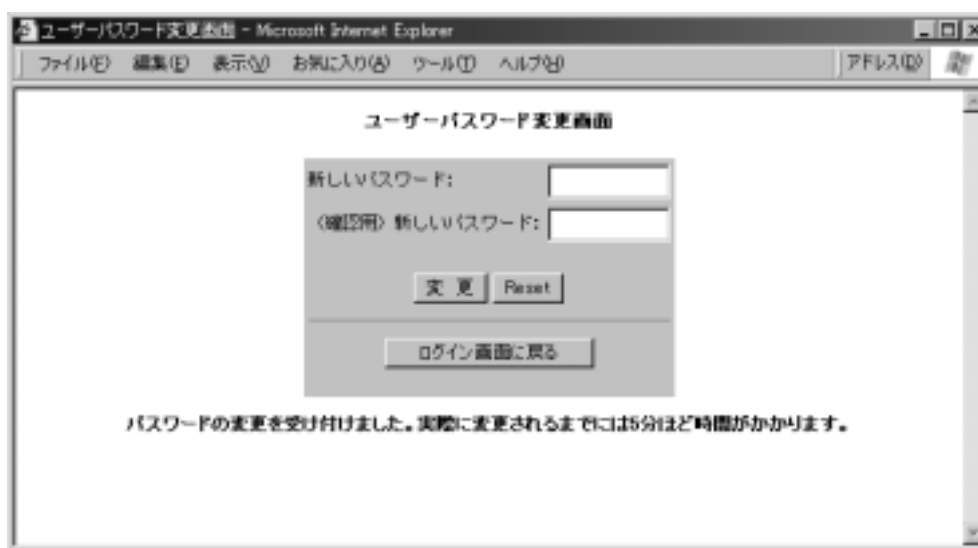 ユーザーパスワード変更画面 - Microsoft Internet Explorer
ファイル(F) 編集(E) 表示(V) お気に入り(A) ツール(T) ヘルプ(H) アドレス(D)
ユーザーパスワード変更画面
新しいパスワード:
(確認用) 新しいパスワード:
変 更 Reset
ログイン画面に戻る
パスワードの変更を受け付けました。実際に変更されるまでには5分ほど時間がかかります。